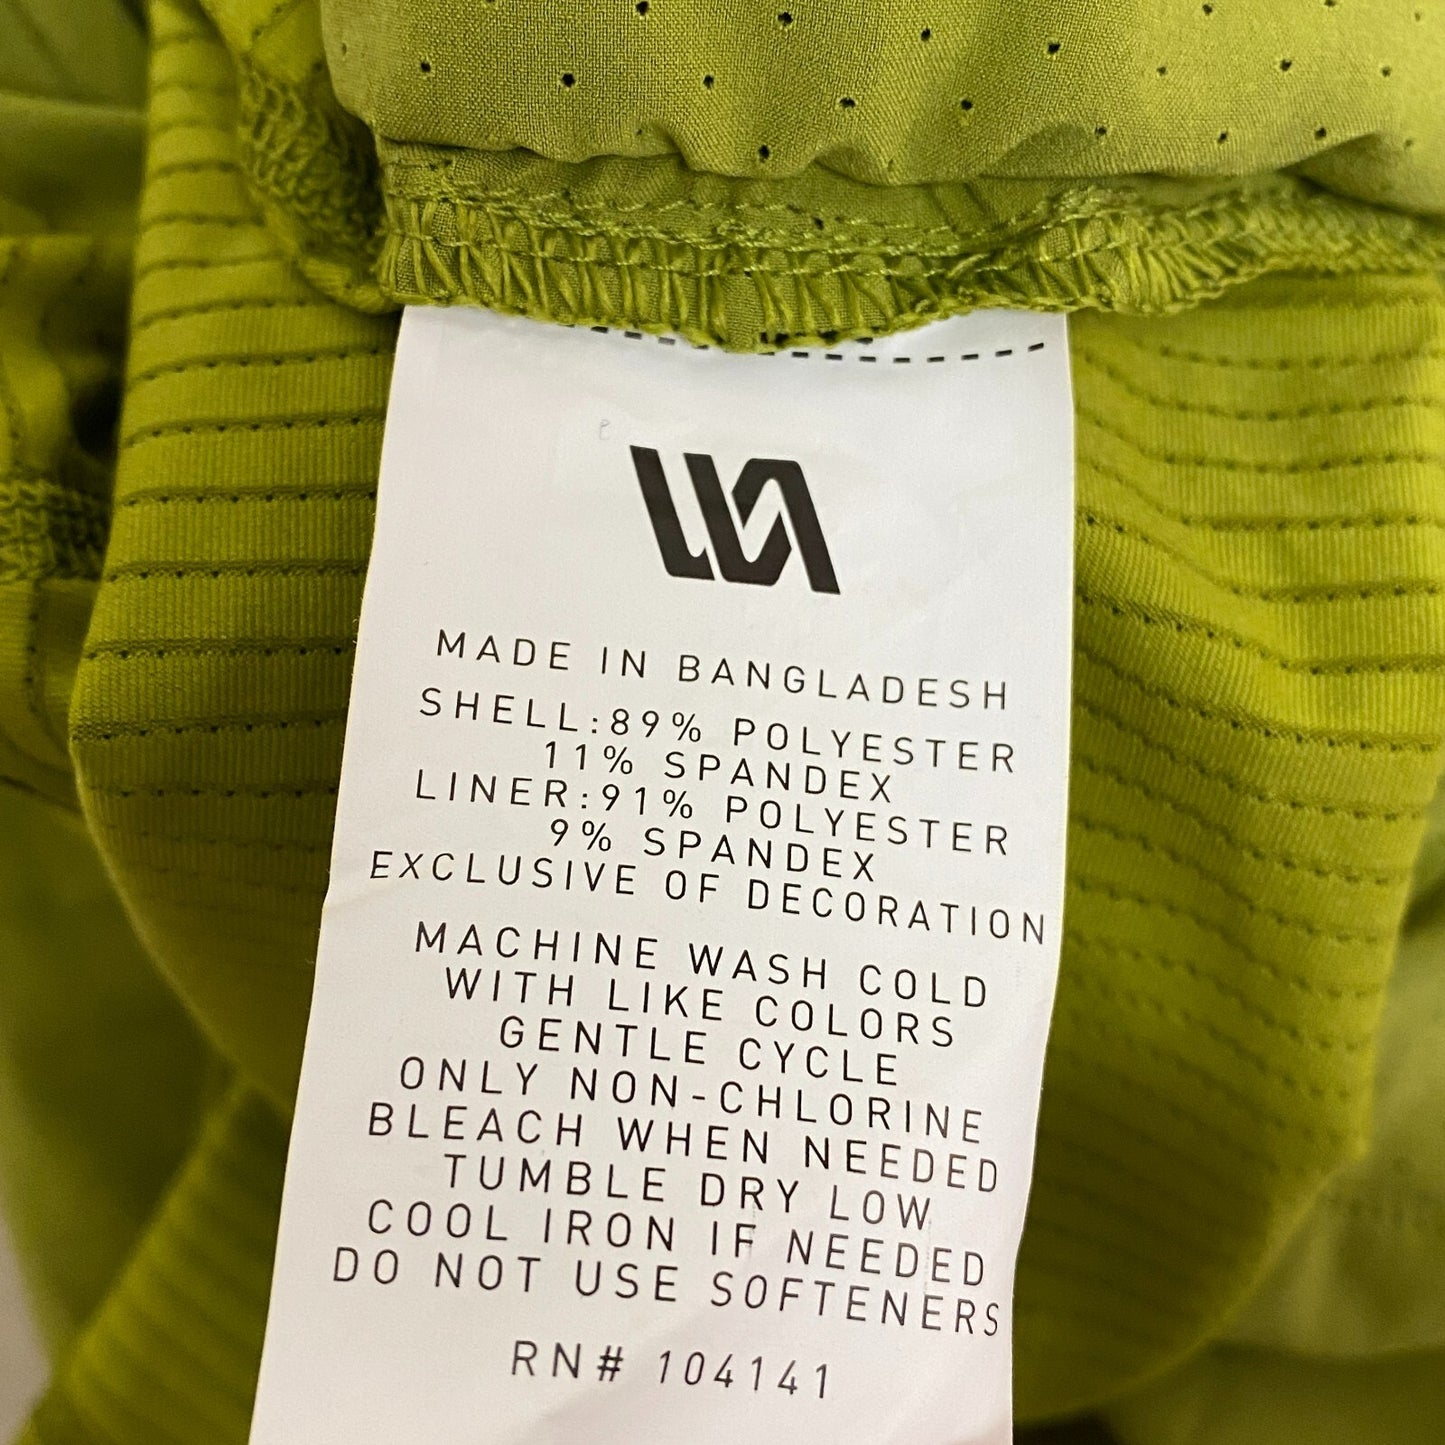 MADE IN BANGLADESH
SHELL:89% POLYESTER
11% SPANDEX
LINER:91% POLYESTER
9% SPANDEX
EXCLUSIVE OF DECORATION
MACHINE WASH COLD
WITH LIKE COLORS
GENTLE CYCLE
ONLY NON-CHLORINE
BLEACH WHEN NEEDED
TUMBLE DRY LOW
COOL IRON IF NEEDED
DO NOT USE SOFTENERS
RN# 104141